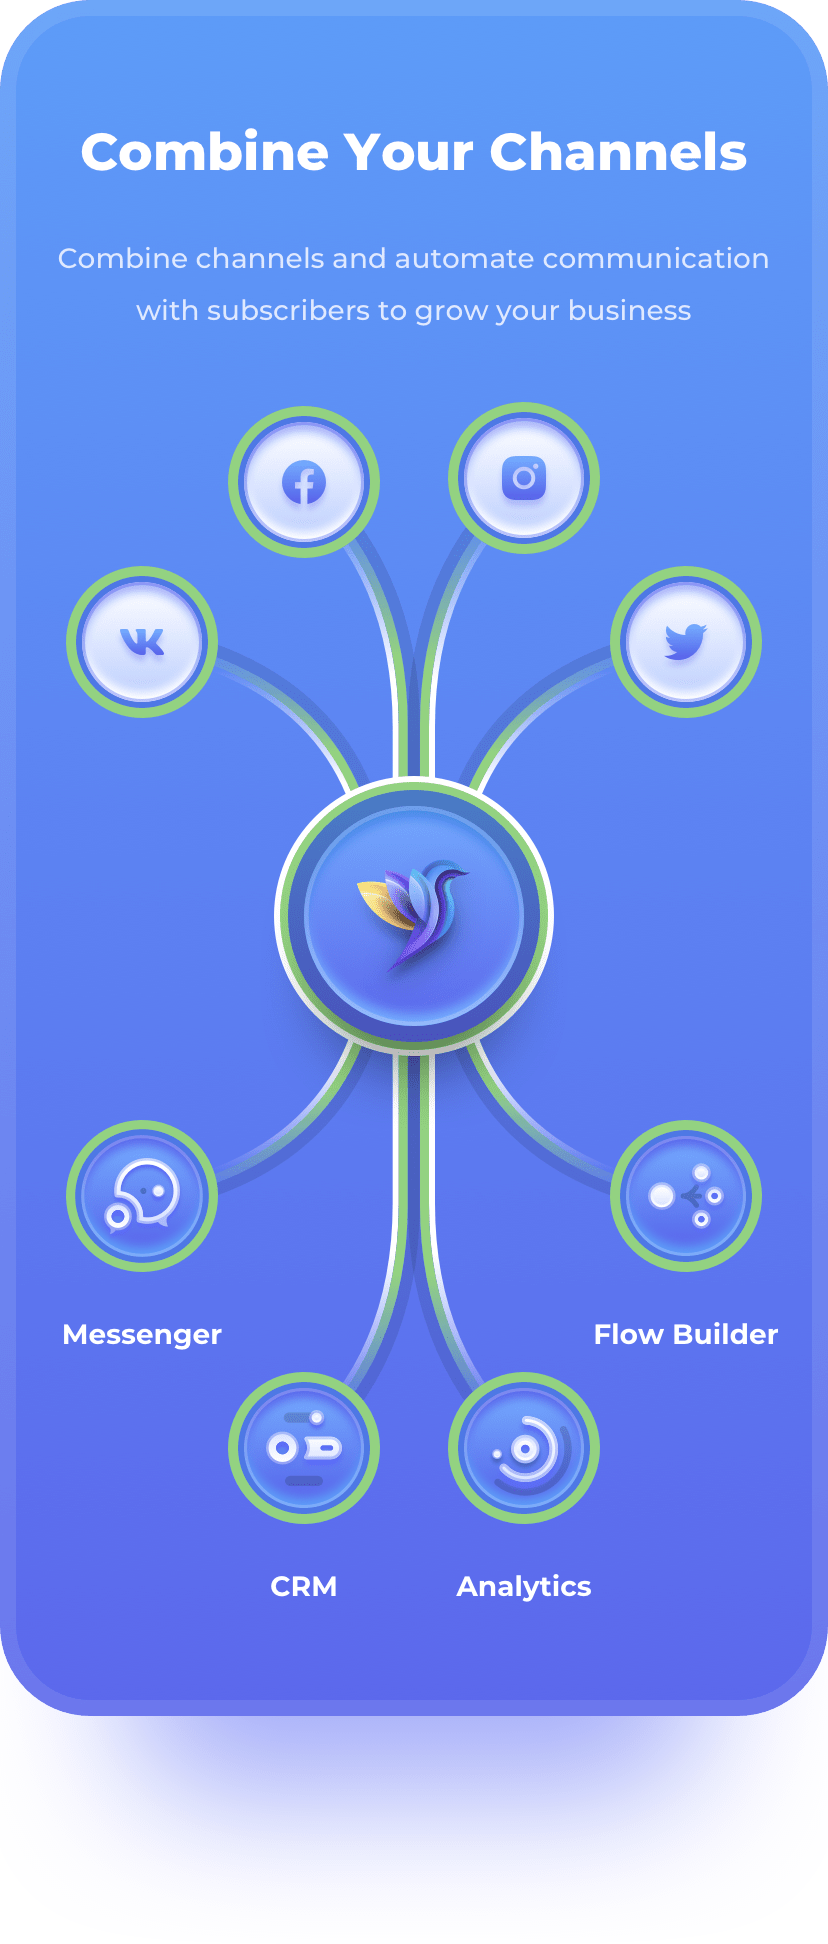 Combine Your Channels
Combine channels and automate communication
with subscribers to grow your business
Messenger
Flow Builder
CRM
Analytics